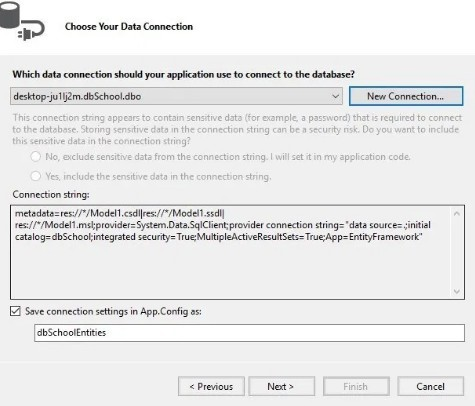 Choose Your Data Connection
Which data connection should your application use to connect to the database?
desktop-ju1lj2m.dbSchool.dbo
New Connection...
This connection string appears to contain sensitive data (for example, a password) that is required to connect
to the database. Storing sensitive data in the connection string can be a security risk. Do you want to include
this sensitive data in the connection string?
No, exclude sensitive data from the connection string. I will set it in my application code.
Yes, include the sensitive data in the connection string.
Connection string:
metadata=res://*/Model1.csdl|res://*/Model1.ssdl|
res://*/Model1.msl;provider=System.Data.SqlClient;provider connection string="data source=.;initial
catalog=dbSchool;integrated security=True;MultipleActiveResultSets=True;App=EntityFramework"
Save connection settings in App.Config as:
dbSchoolEntities
< Previous
Next >
Finish
Cancel